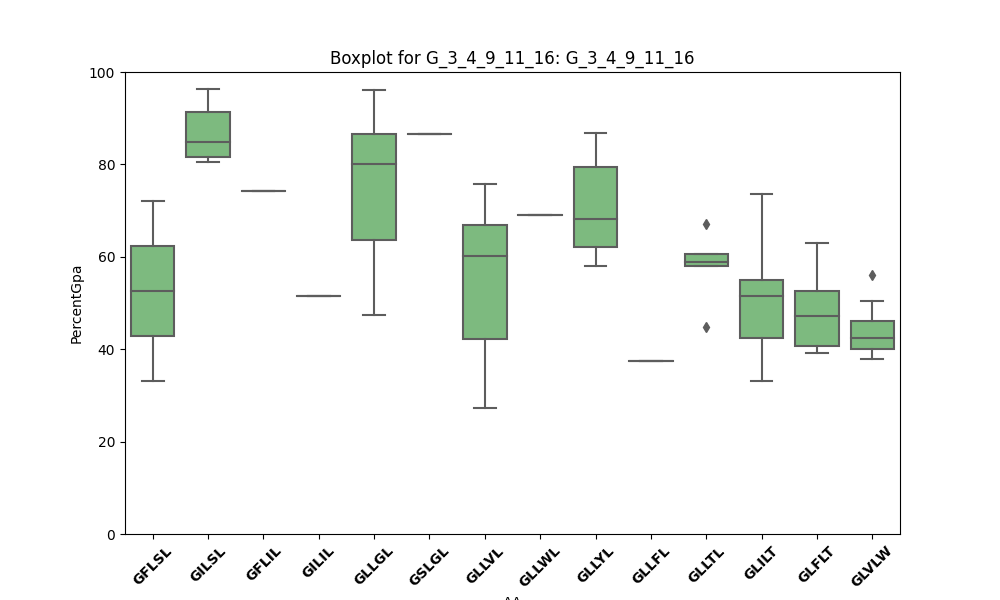 Boxplot for G_3_4_9_11_16: G_3_4_9_11_16
100
80
60
40
20
0
PercentGpa
GFLSL
GILSL
GFLIL
GILIL
GLLGL
GSLGL
GLLVL
GLLWL
GLLYL
GLLFL
GLLTL
GLILT
GLFLT
GLVLW
AA